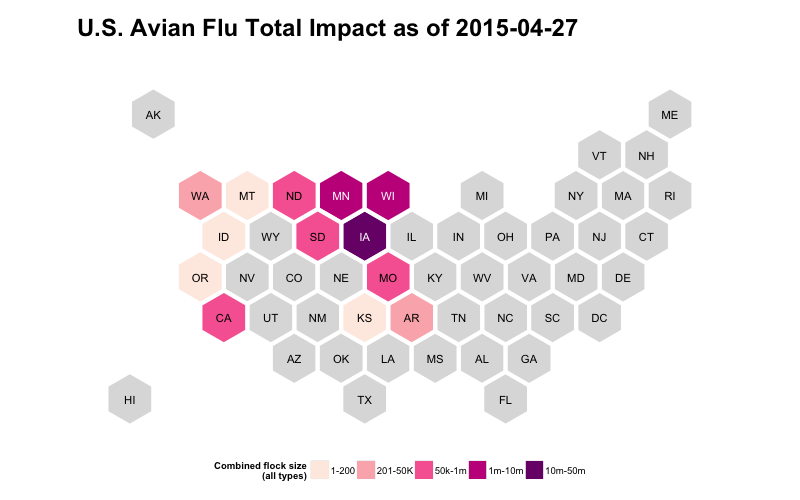 U.S. Avian Flu Total Impact as of 2015-04-27
AK ME
VT NH
WA MT ND MN WI MI NY MA RI
ID WY SD IA IL IN OH PA NJ CT
OR NV CO NE MO KY WV VA MD DE
CA UT NM KS AR TN NC SC DC
AZ OK LA MS AL GA
HI TX FL
Combined flock size
(all types) 1-200 201-50K 50k-1m 1m-10m 10m-50m